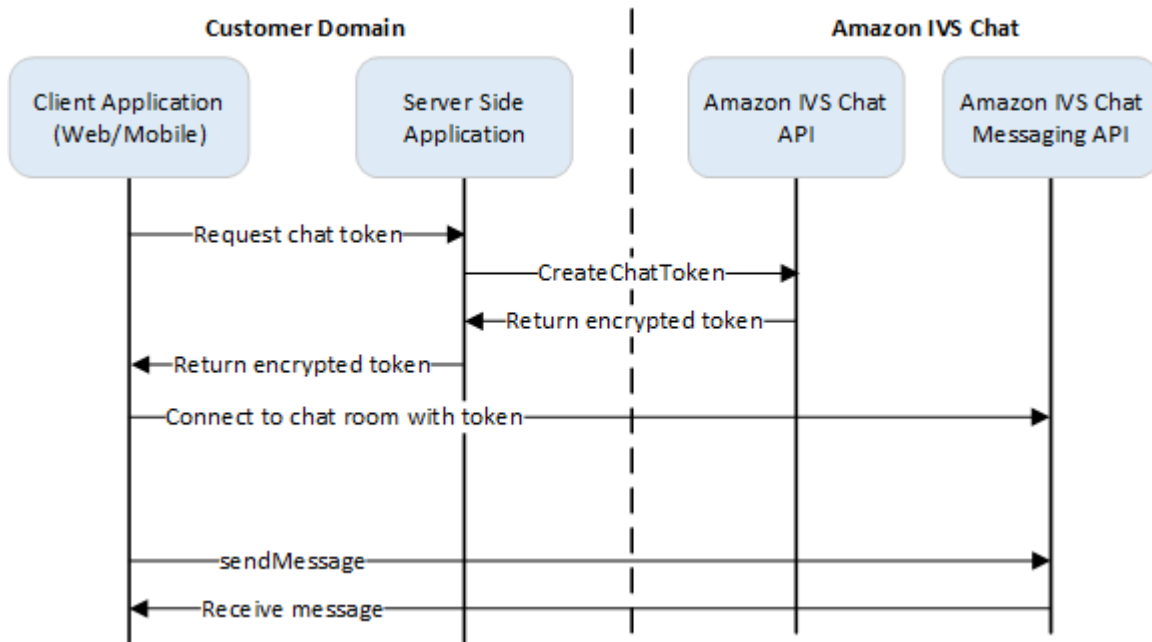 Customer Domain
Amazon IVS Chat
Client Application
(Web/Mobile)
Server Side
Application
Amazon IVS Chat
API
Amazon IVS Chat
Messaging API
Request chat token
CreateChatToken
Return encrypted token
Return encrypted token
Connect to chat room with token
sendMessage
Receive message